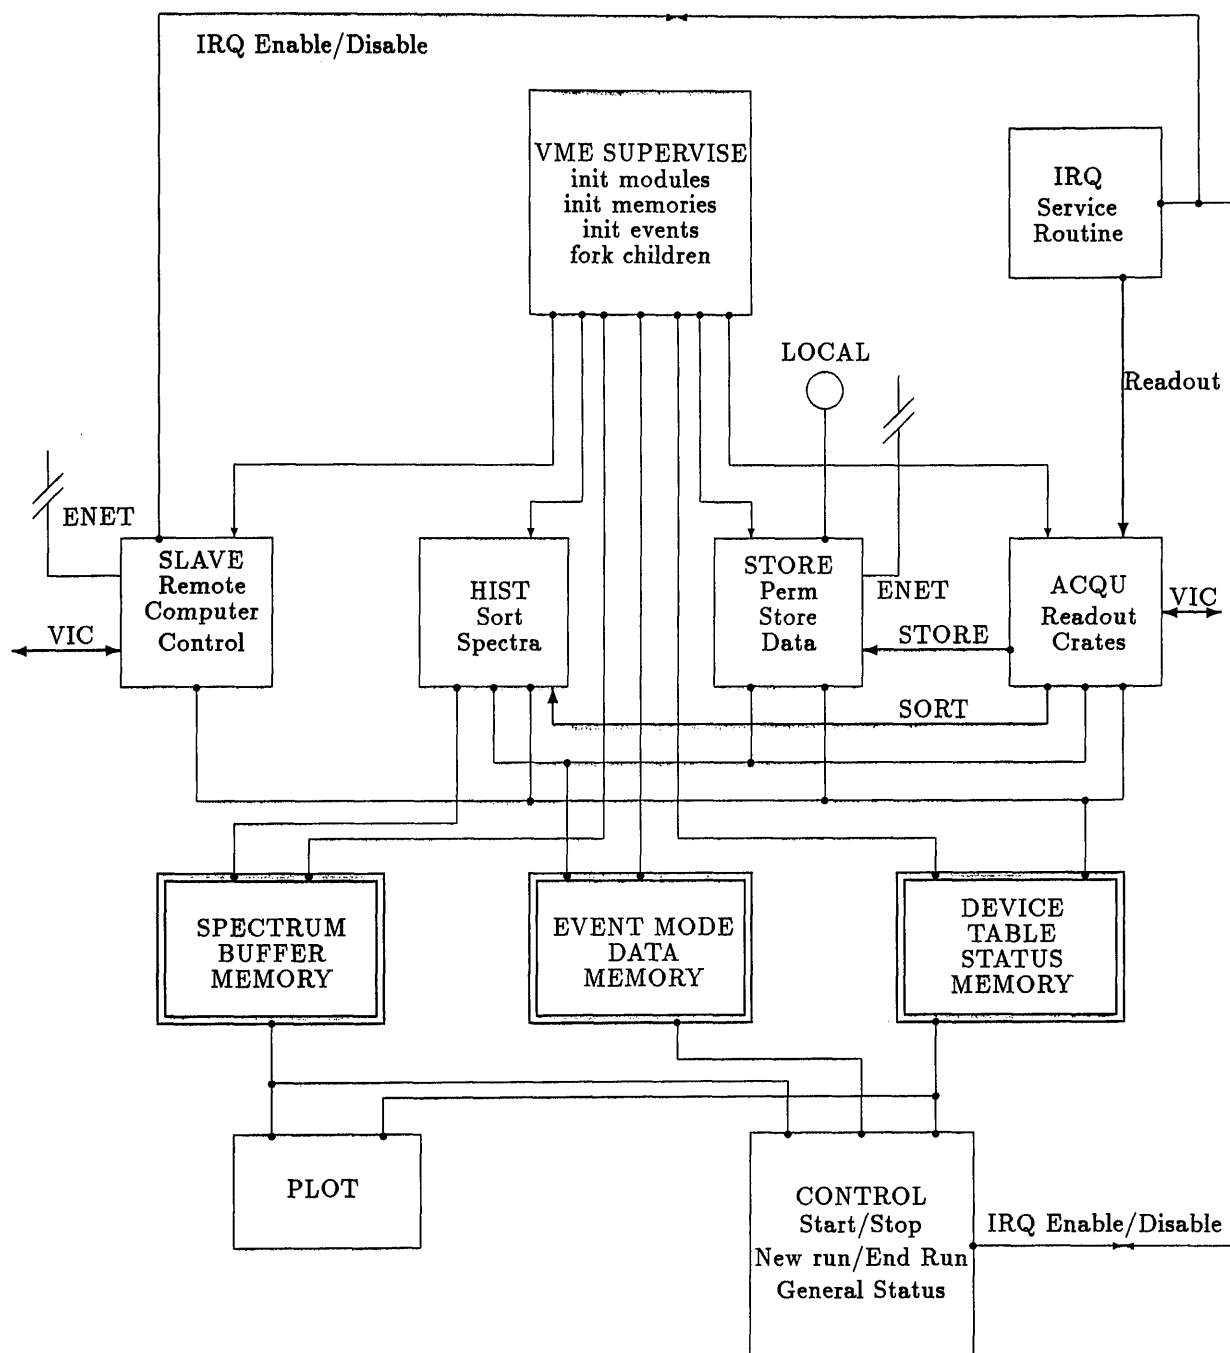 IRQ Enable/Disable
VME SUPERVISE
init modules
init memories
init events
fork children
IRQ
Service
Routine
LOCAL
Readout
ENET
SLAVE
Remote
Computer
Control
VIC
HIST
Sort
Spectra
STORE
Perm
Store
Data
ENET
STORE
ACQU
Readout
Crates
VIC
SORT
SPECTRUM
BUFFER
MEMORY
EVENT MODE
DATA
MEMORY
DEVICE
TABLE
STATUS
MEMORY
PLOT
CONTROL
Start/Stop
New run/End Run
General Status
IRQ Enable/Disable